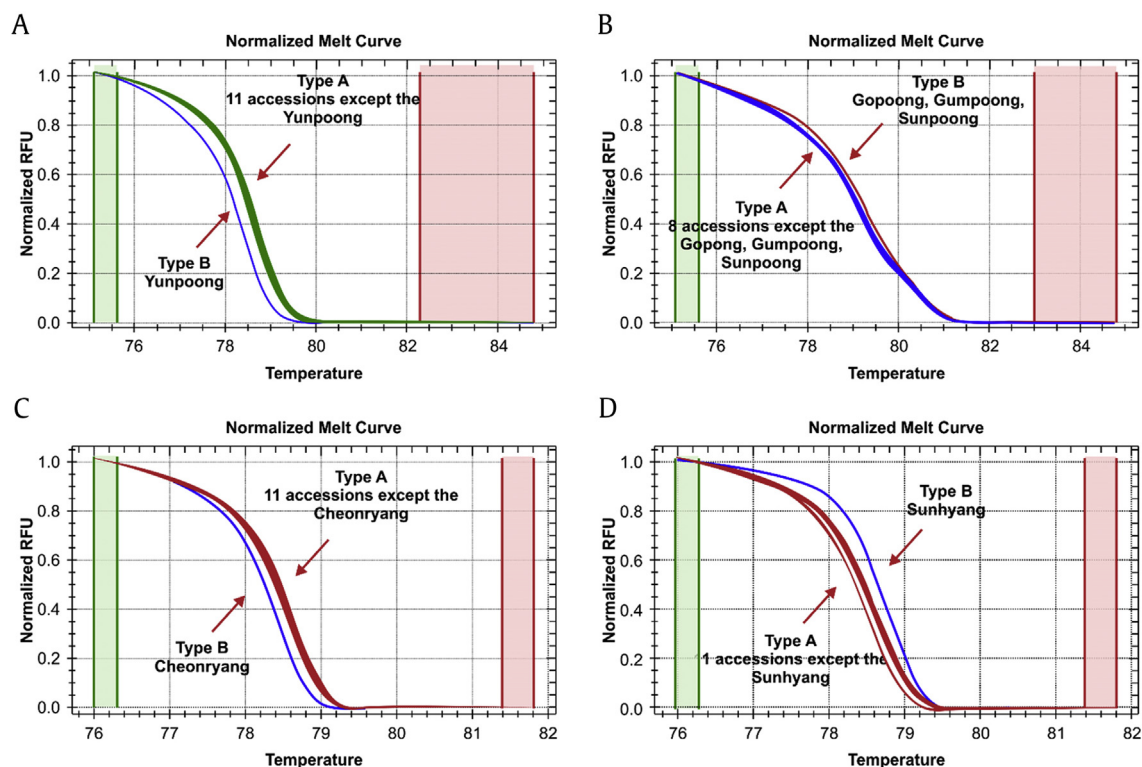 A
Normalized Melt Curve
Normalized RFU
1.0
0.8
0.6
0.4
0.2
0.0
Type A
11 accessions except the
Yunpoong
Type B
Yunpoong
76
78
80
82
84
Temperature
B
Normalized Melt Curve
Normalized RFU
1.0
0.8
0.6
0.4
0.2
0.0
Type B
Gopoong, Gumpoong,
Sunpoong
Type A
8 accessions except the
Gopong, Gumpoong,
Sunpoong
76
78
80
82
84
Temperature
C
Normalized Melt Curve
Normalized RFU
1.0
0.8
0.6
0.4
0.2
0.0
Type A
11 accessions except the
Cheonryang
Type B
Cheonryang
76
77
78
79
80
81
82
Temperature
D
Normalized Melt Curve
Normalized RFU
1.0
0.8
0.6
0.4
0.2
0.0
Type B
Sunhyang
Type A
1 accessions except the
Sunhyang
76
77
78
79
80
81
82
Temperature